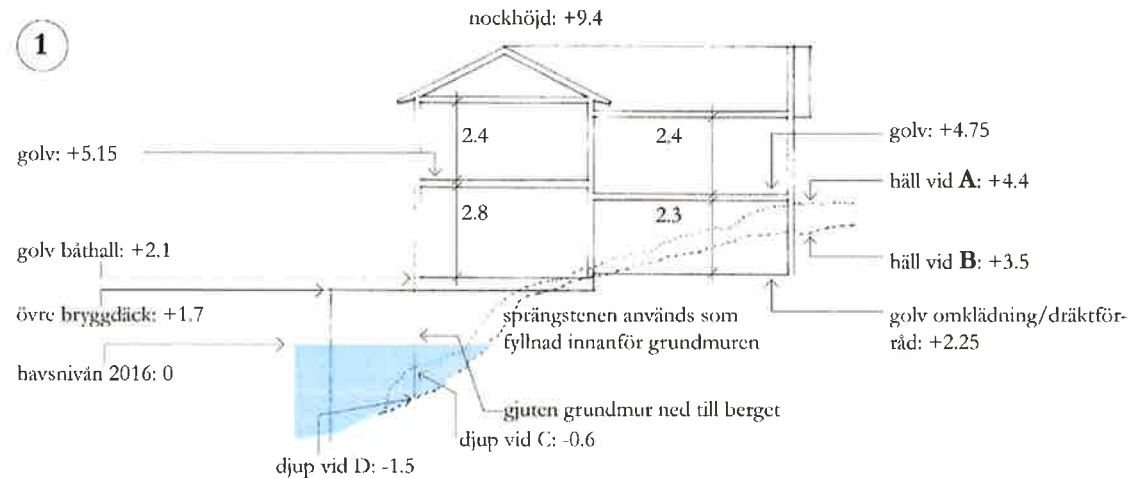 nockhöjd: +9.4
1
2.4
2.4
golv: +4.75
golv: +5.15
häll vid A: +4.4
2.8
2.3
golv båthall: +2.1
häll vid B: +3.5
övre bryggdäck: +1.7
sprängstenen används som
fyllnad innanför grundmuren
golv omklädning/dräktför-
råd: +2.25
havsnivån 2016: 0
gjuten grundmur ned till berget
djup vid C: -0.6
djup vid D: -1.5